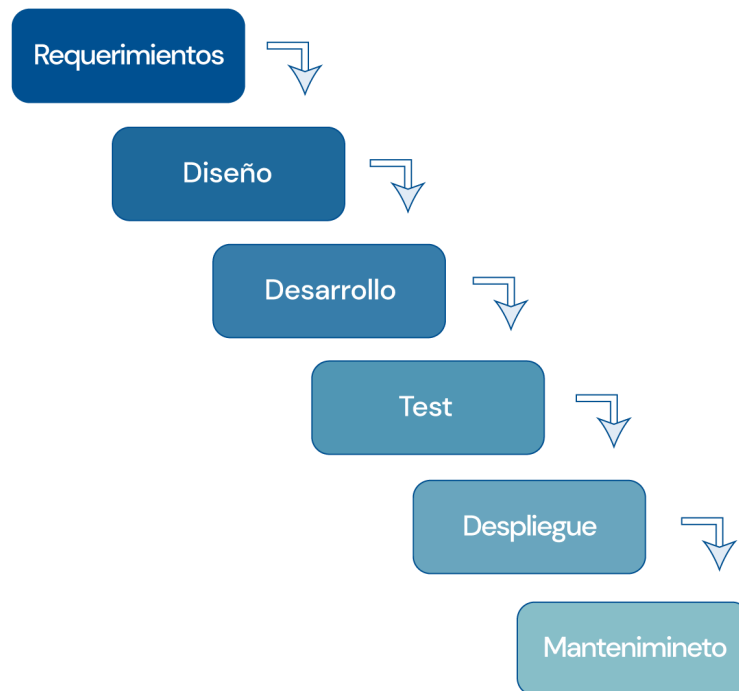 Requerimientos
Diseño
Desarrollo
Test
Despliegue
Mantenimineto